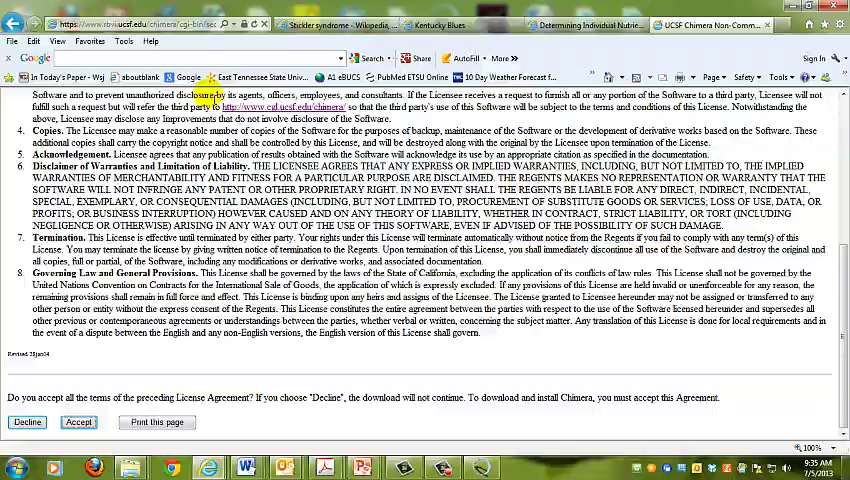 https://www.rbvi.ucsf.edu/chimera/cgi-bin/sec
Stickler syndrome - Wikipedia, ...
Kentucky Blues
Determining Individual Nutrie...
UCSF Chimera Non-Comm...
File Edit View Favorites Tools Help
Google
Search
Share
AutoFill
More »
Sign In
In Today's Paper - Wsj
aboutblank
Google
East Tennessee State Univ...
A1 eBUCS
PubMed ETSU Online
10 Day Weather Forecast f...
Software and to prevent unauthorized disclosure by its agents, officers, employees, and consultants. If the Licensee receives a request to furnish all or any portion of the Software to a third party, Licensee will not
fulfill such a request but will refer the third party to http://www.cgl.ucsf.edu/chimera/ so that the third party's use of this Software will be subject to the terms and conditions of this License. Notwithstanding the
above, Licensee may disclose any Improvements that do not involve disclosure of the Software.
4. Copies. The Licensee may make a reasonable number of copies of the Software for the purposes of backup, maintenance of the Software or the development of derivative works based on the Software. These
additional copies shall carry the copyright notice and shall be controlled by this License, and will be destroyed along with the original by the Licensee upon termination of the License.
5. Acknowledgement. Licensee agrees that any publication of results obtained with the Software will acknowledge its use by an appropriate citation as specified in the documentation.
6. Disclaimer of Warranties and Limitation of Liability. THE LICENSEE AGREES THAT ANY EXPRESS OR IMPLIED WARRANTIES, INCLUDING, BUT NOT LIMITED TO, THE IMPLIED
WARRANTIES OF MERCHANTABILITY AND FITNESS FOR A PARTICULAR PURPOSE ARE DISCLAIMED. THE REGENTS MAKES NO REPRESENTATION OR WARRANTY THAT THE
SOFTWARE WILL NOT INFRINGE ANY PATENT OR OTHER PROPRIETARY RIGHT. IN NO EVENT SHALL THE REGENTS BE LIABLE FOR ANY DIRECT, INDIRECT, INCIDENTAL,
SPECIAL, EXEMPLARY, OR CONSEQUENTIAL DAMAGES (INCLUDING, BUT NOT LIMITED TO, PROCUREMENT OF SUBSTITUTE GOODS OR SERVICES; LOSS OF USE, DATA, OR
PROFITS; OR BUSINESS INTERRUPTION) HOWEVER CAUSED AND ON ANY THEORY OF LIABILITY, WHETHER IN CONTRACT, STRICT LIABILITY, OR TORT (INCLUDING
NEGLIGENCE OR OTHERWISE) ARISING IN ANY WAY OUT OF THE USE OF THIS SOFTWARE, EVEN IF ADVISED OF THE POSSIBILITY OF SUCH DAMAGE.
7. Termination. This License is effective until terminated by either party. Your rights under this License will terminate automatically without notice from the Regents if you fail to comply with any term(s) of this
License. You may terminate the license by giving written notice of termination to the Regents. Upon termination of this License, you shall immediately discontinue all use of the Software and destroy the original and
all copies, full or partial, of the Software, including any modifications or derivative works, and associated documentation.
8. Governing Law and General Provisions. This License shall be governed by the laws of the State of California, excluding the application of its conflicts of law rules. This License shall not be governed by the
United Nations Convention on Contracts for the International Sale of Goods, the application of which is expressly excluded. If any provisions of this License are held invalid or unenforceable for any reason, the
remaining provisions shall remain in full force and effect. This License is binding upon any heirs and assigns of the Licensee. The License granted to Licensee hereunder may not be assigned or transferred to any
other person or entity without the express consent of the Regents. This License constitutes the entire agreement between the parties with respect to the use of the Software licensed hereunder and supersedes all
other previous or contemporaneous agreements or understandings between the parties, whether verbal or written, concerning the subject matter. Any translation of this License is done for local requirements and in
the event of a dispute between the English and any non-English versions, the English version of this License shall govern.
Revised 28jan04
Do you accept all the terms of the preceding License Agreement? If you choose "Decline", the download will not continue. To download and install Chimera, you must accept this Agreement.
Decline
Accept
Print this page
100%
9:35 AM
7/5/2013